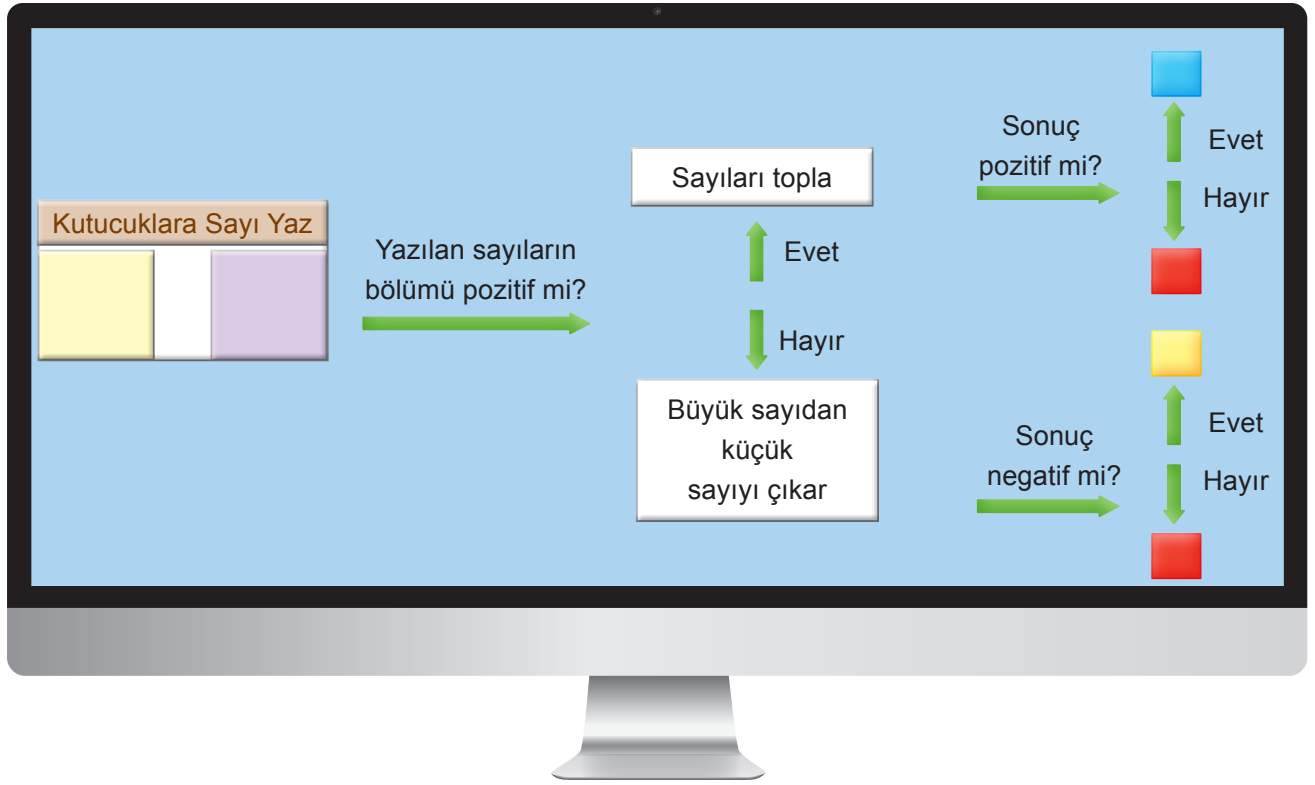 Kutucuklara Sayı Yaz
Yazılan sayıların
bölümü pozitif mi?
Sayıları topla
Evet
Hayır
Büyük sayıdan
küçük
sayıyı çıkar
Sonuç
pozitif mi?
Evet
Hayır
Sonuç
negatif mi?
Evet
Hayır